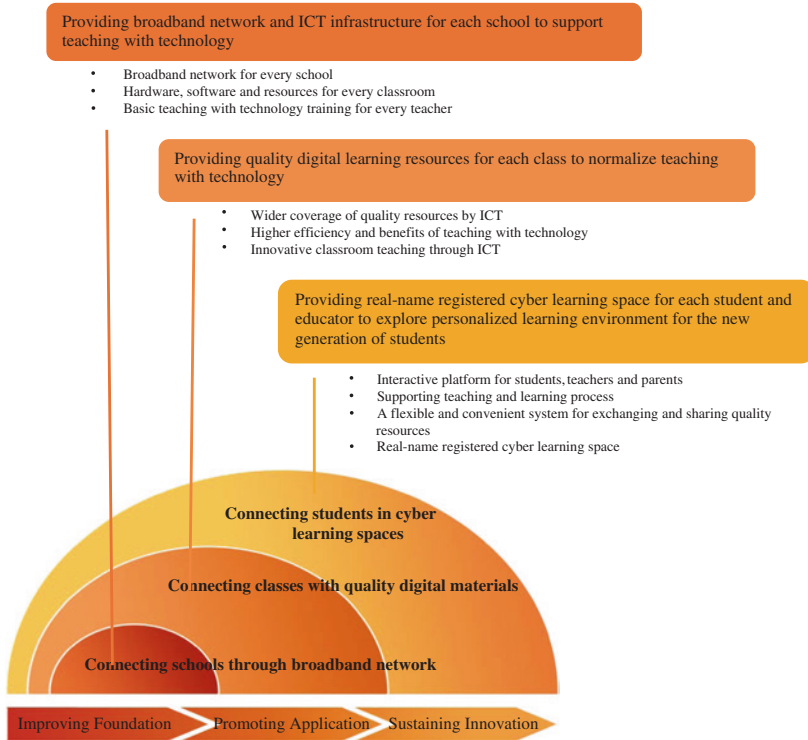 Providing broadband network and ICT infrastructure for each school to support
teaching with technology
• Broadband network for every school
• Hardware, software and resources for every classroom
• Basic teaching with technology training for every teacher
Providing quality digital learning resources for each class to normalize teaching
with technology
• Wider coverage of quality resources by ICT
• Higher efficiency and benefits of teaching with technology
• Innovative classroom teaching through ICT
Providing real-name registered cyber learning space for each student and
educator to explore personalized learning environment for the new
generation of students
• Interactive platform for students, teachers and parents
• Supporting teaching and learning process
• A flexible and convenient system for exchanging and sharing quality
resources
• Real-name registered cyber learning space
Connecting students in cyber
learning spaces
Connecting classes with quality digital materials
Connecting schools through broadband network
Improving Foundation
Promoting Application
Sustaining Innovation